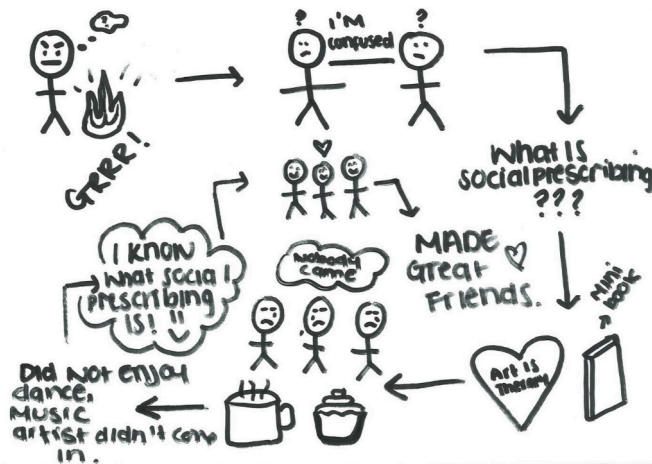 ?
GRRR!
?
?
I'M
confused
What Is
social prescribing
???
Mini
book
Art Is
Therapy
Nobody
came
Did Not enjoy
dance,
MUSIC
artist didn't come
in.
I KNOW
what social
prescribing
IS! !!
MADE
Great
Friends.